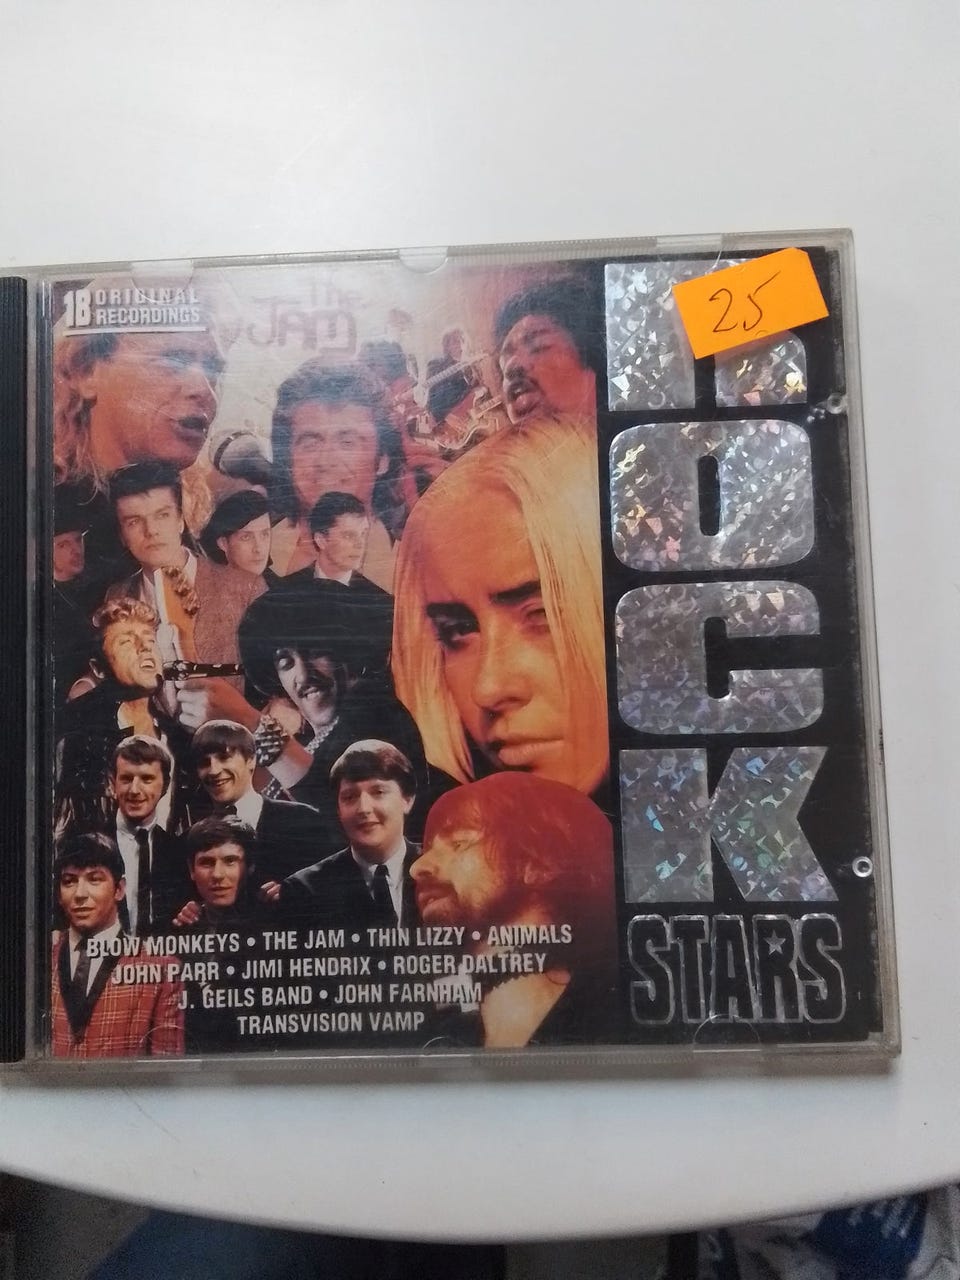 18 ORIGINAL
RECORDINGS
THE
JAM
25
ROCK
STARS
BLOW MONKEYS • THE JAM • THIN LIZZY • ANIMALS
JOHN PARR • JIMI HENDRIX • ROGER DALTREY
J. GEILS BAND • JOHN FARNHAM
TRANSVISION VAMP